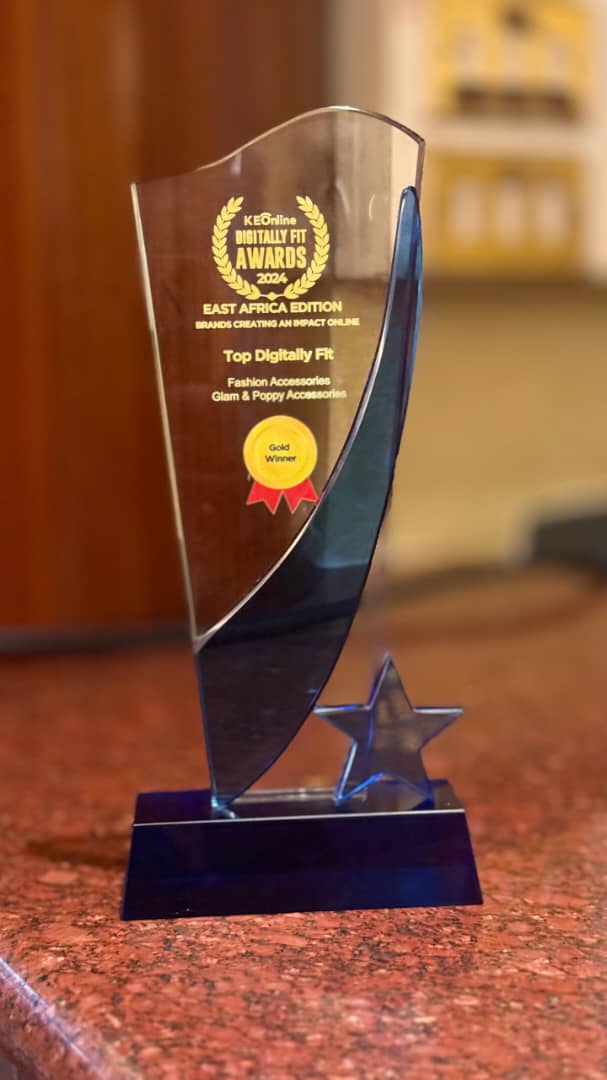 KEOnline
DIGITALLY FIT
AWARDS
2024
EAST AFRICA EDITION
BRANDS CREATING AN IMPACT ONLINE
Top Digitally Fit
Fashion Accessories
Glam & Poppy Accessories
Gold
Winner